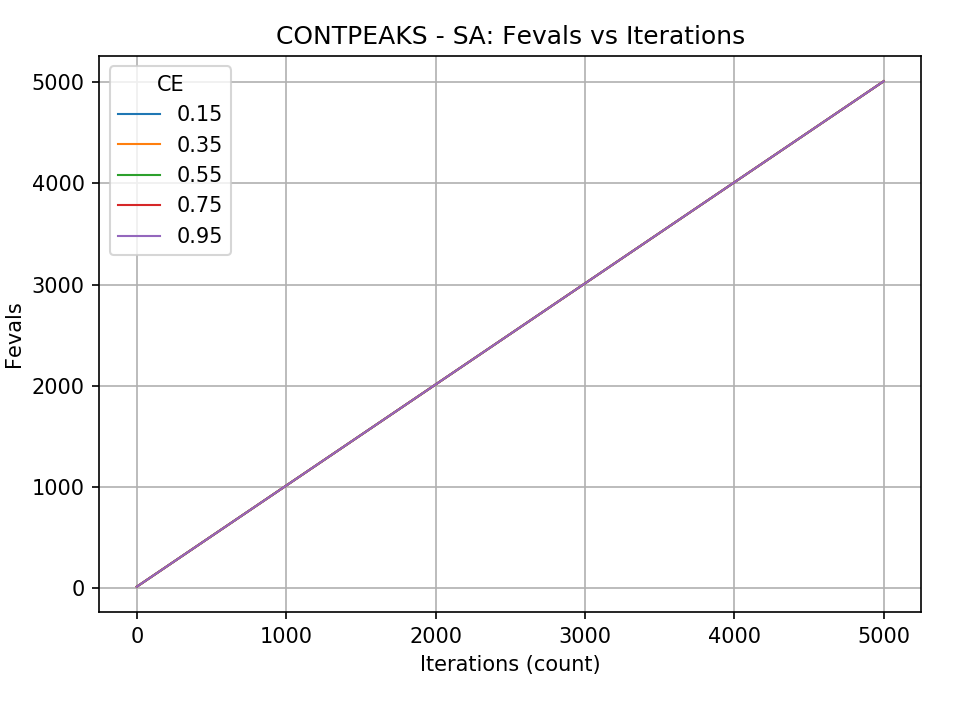 CONTPEAKS - SA: Fevals vs Iterations
CE
0.15
0.35
0.55
0.75
0.95
5000
4000
3000
2000
1000
0
Fevals
0 1000 2000 3000 4000 5000
Iterations (count)